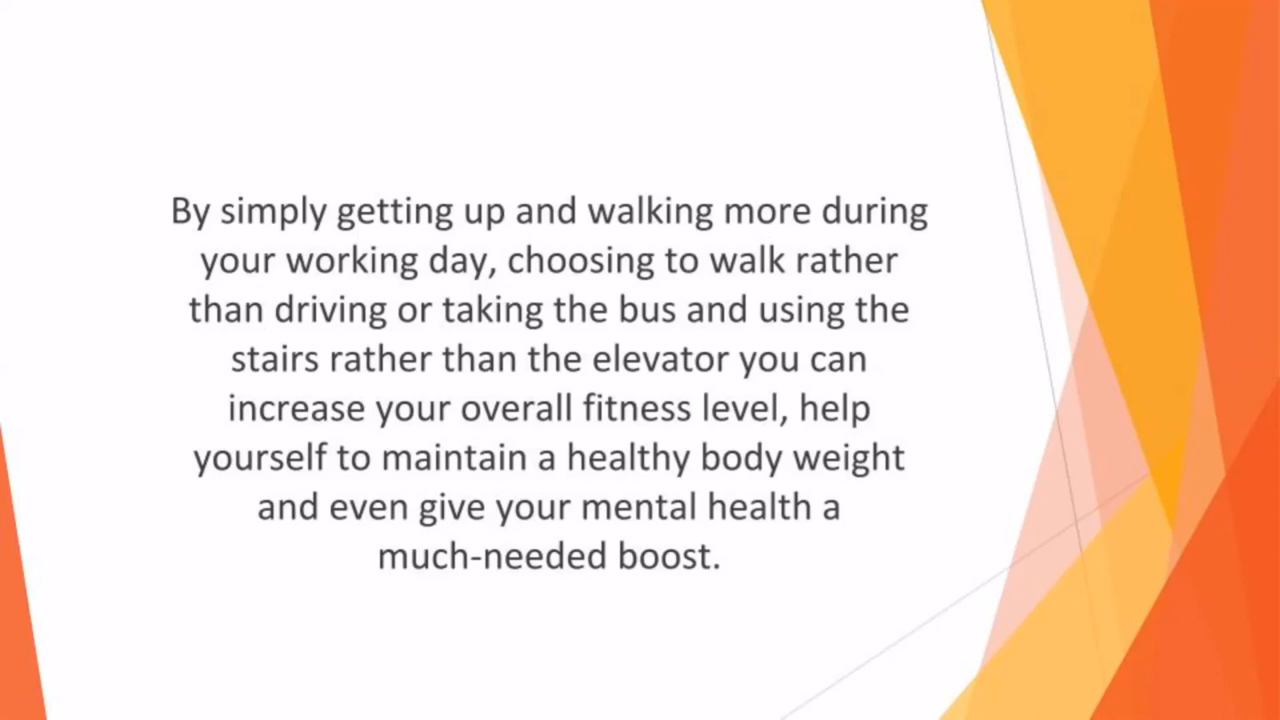 By simply getting up and walking more during
your working day, choosing to walk rather
than driving or taking the bus and using the
stairs rather than the elevator you can
increase your overall fitness level, help
yourself to maintain a healthy body weight
and even give your mental health a
much-needed boost.